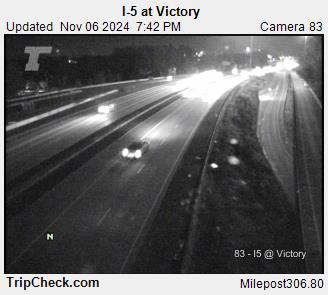 I-5 at Victory
Updated Nov 06 2024 7:42 PM Camera 83
T
N
83 - I5 @ Victory
TripCheck.com Milepost306.80